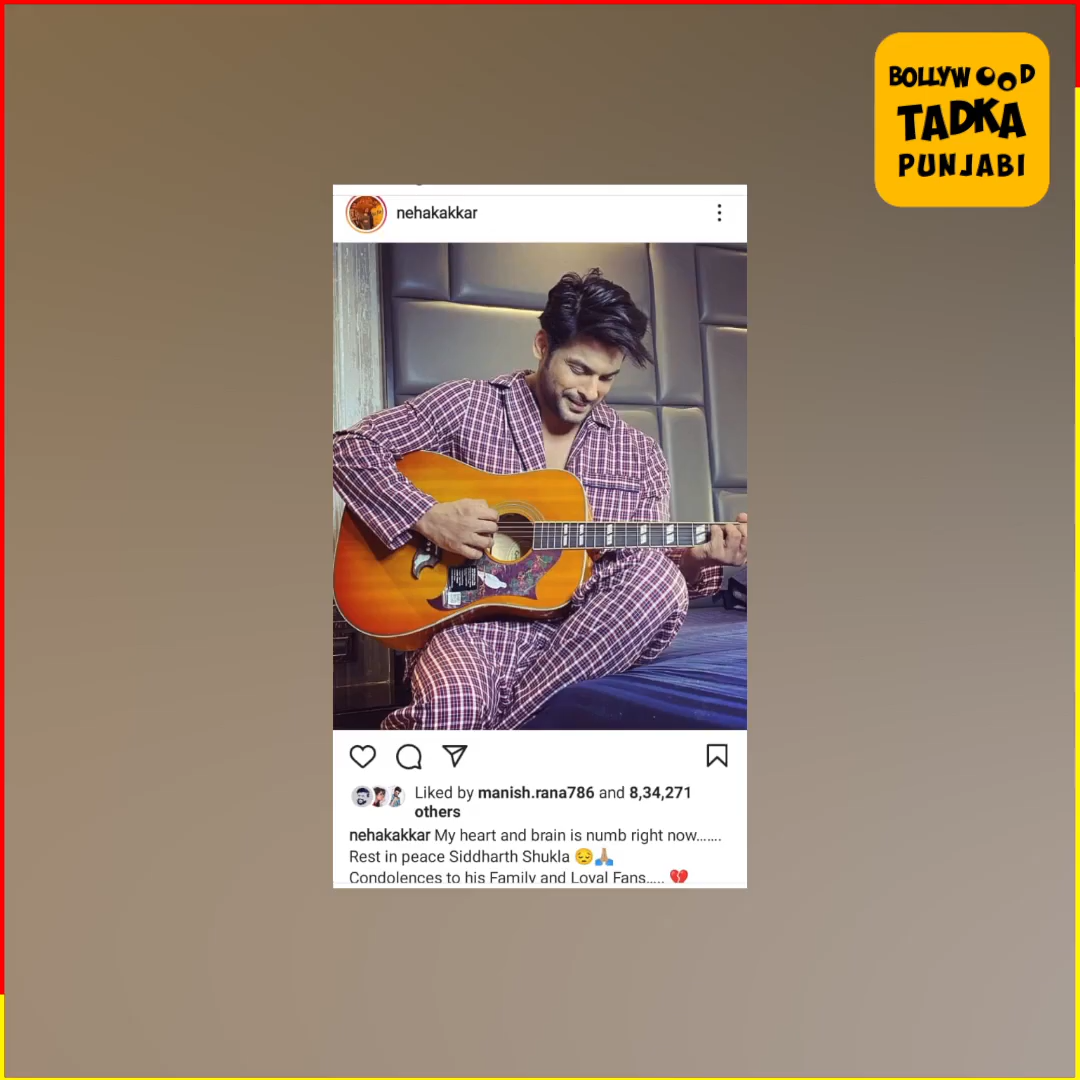 BOLLYWOOD
TADKA
PUNJABI
nehakakkar
Liked by manish.rana786 and 8,34,271
others
nehakakkar My heart and brain is numb right now.......
Rest in peace Siddharth Shukla 😔🙏🏽
Condolences to his Family and Loyal Fans..... 💔